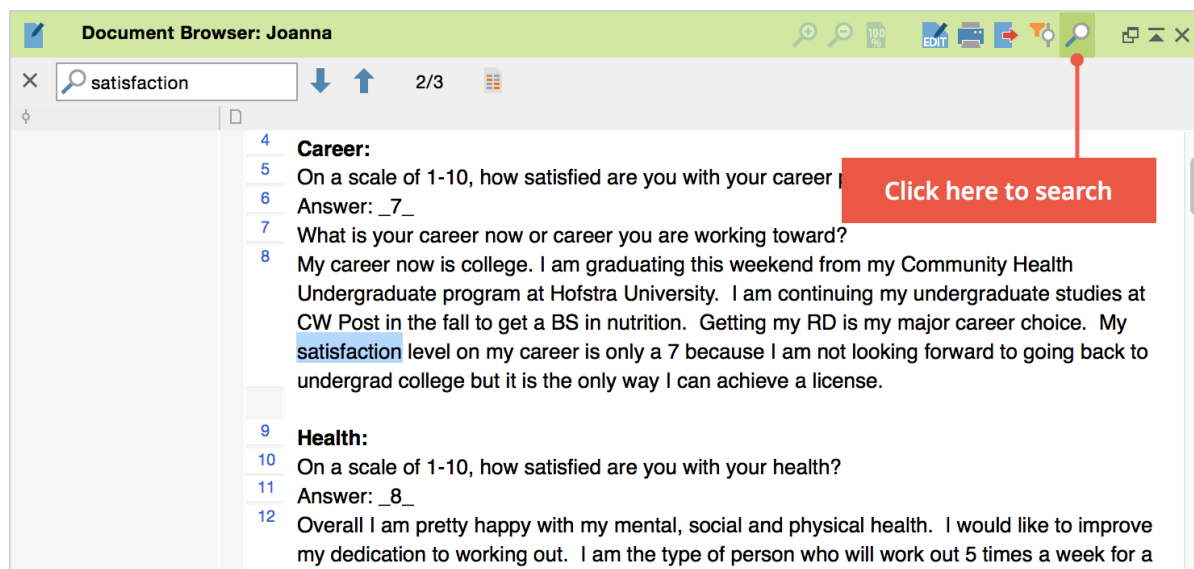 Document Browser: Joanna
100
%
EDIT
satisfaction
2/3
4 Career:
5 On a scale of 1-10, how satisfied are you with your career
Click here to search
6 Answer: _7_
7 What is your career now or career you are working toward?
8 My career now is college. I am graduating this weekend from my Community Health
Undergraduate program at Hofstra University.  I am continuing my undergraduate studies at
CW Post in the fall to get a BS in nutrition.  Getting my RD is my major career choice.  My
satisfaction level on my career is only a 7 because I am not looking forward to going back to
undergrad college but it is the only way I can achieve a license.
9 Health:
10 On a scale of 1-10, how satisfied are you with your health?
11 Answer: _8_
12 Overall I am pretty happy with my mental, social and physical health.  I would like to improve
my dedication to working out.  I am the type of person who will work out 5 times a week for a